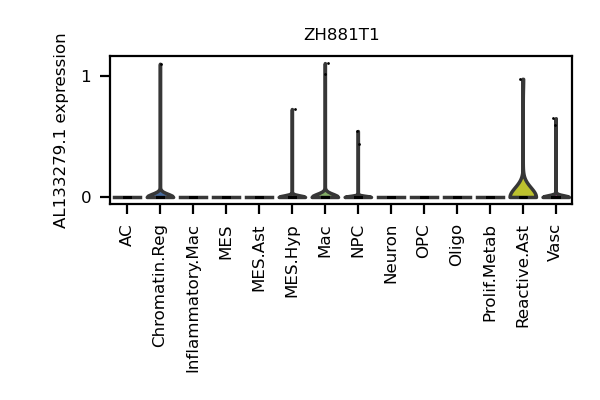 ZH881T1
AL133279.1 expression
1
0
AC
Chromatin.Reg
Inflammatory.Mac
MES
MES.Ast
MES.Hyp
Mac
NPC
Neuron
OPC
Oligo
Prolif.Metab
Reactive.Ast
Vasc